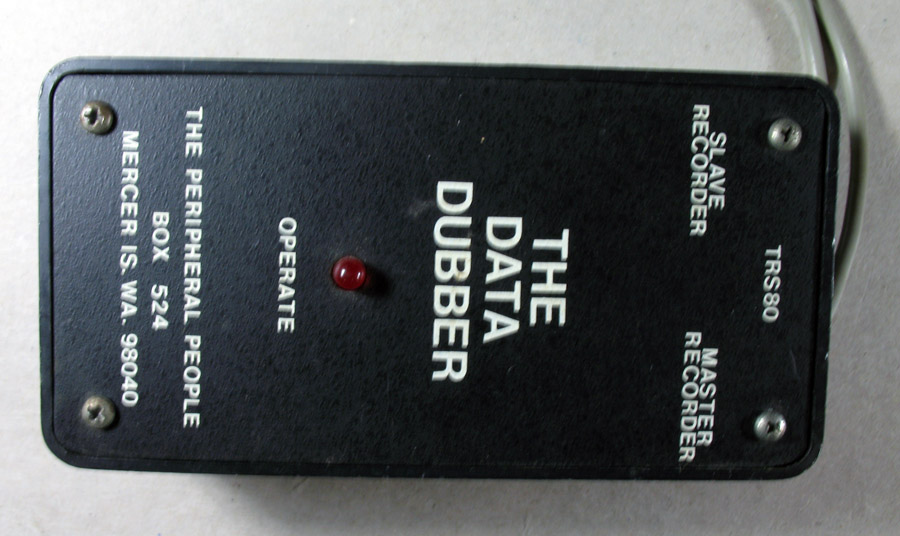 TRS80
SLAVE
RECORDER
MASTER
RECORDER
THE
DATA
DUBBER
OPERATE
THE PERIPHERAL PEOPLE
BOX 524
MERCER IS. WA. 98040